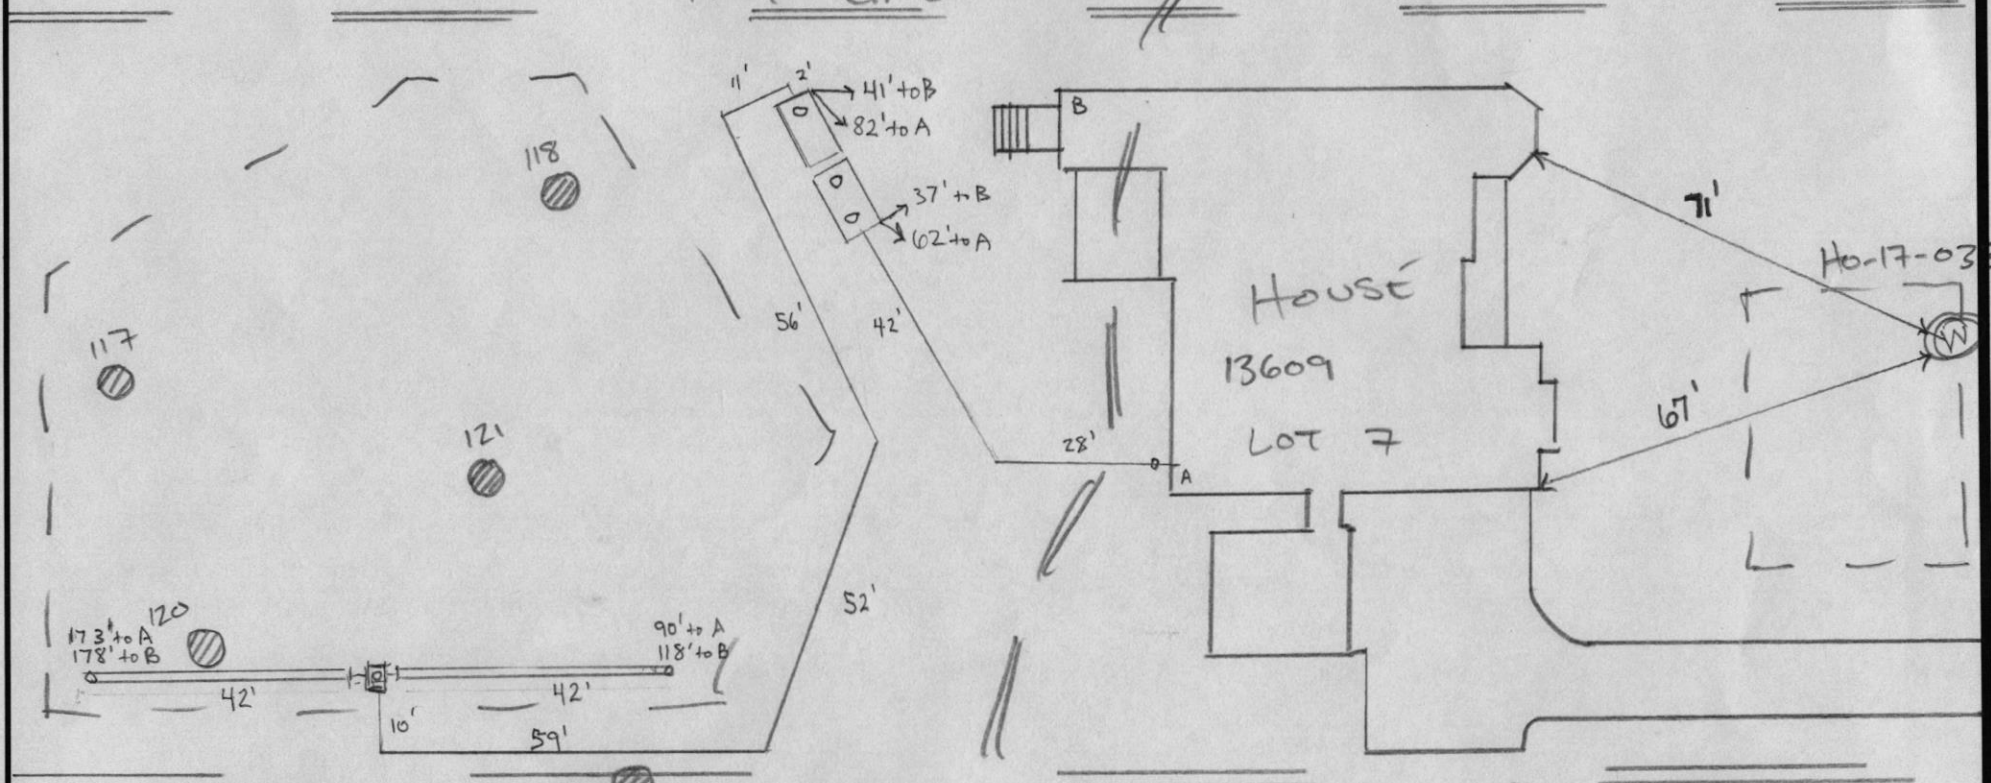 11'
2'
41' to B
82' to A
B
118
37' to B
62' to A
71'
Ho-17-03
HOUSE
W
56'
42'
117
13609
67'
121
28'
LOT 7
A
52'
120
173' to A
178' to B
90' to A
118' to B
42'
42'
10'
59'